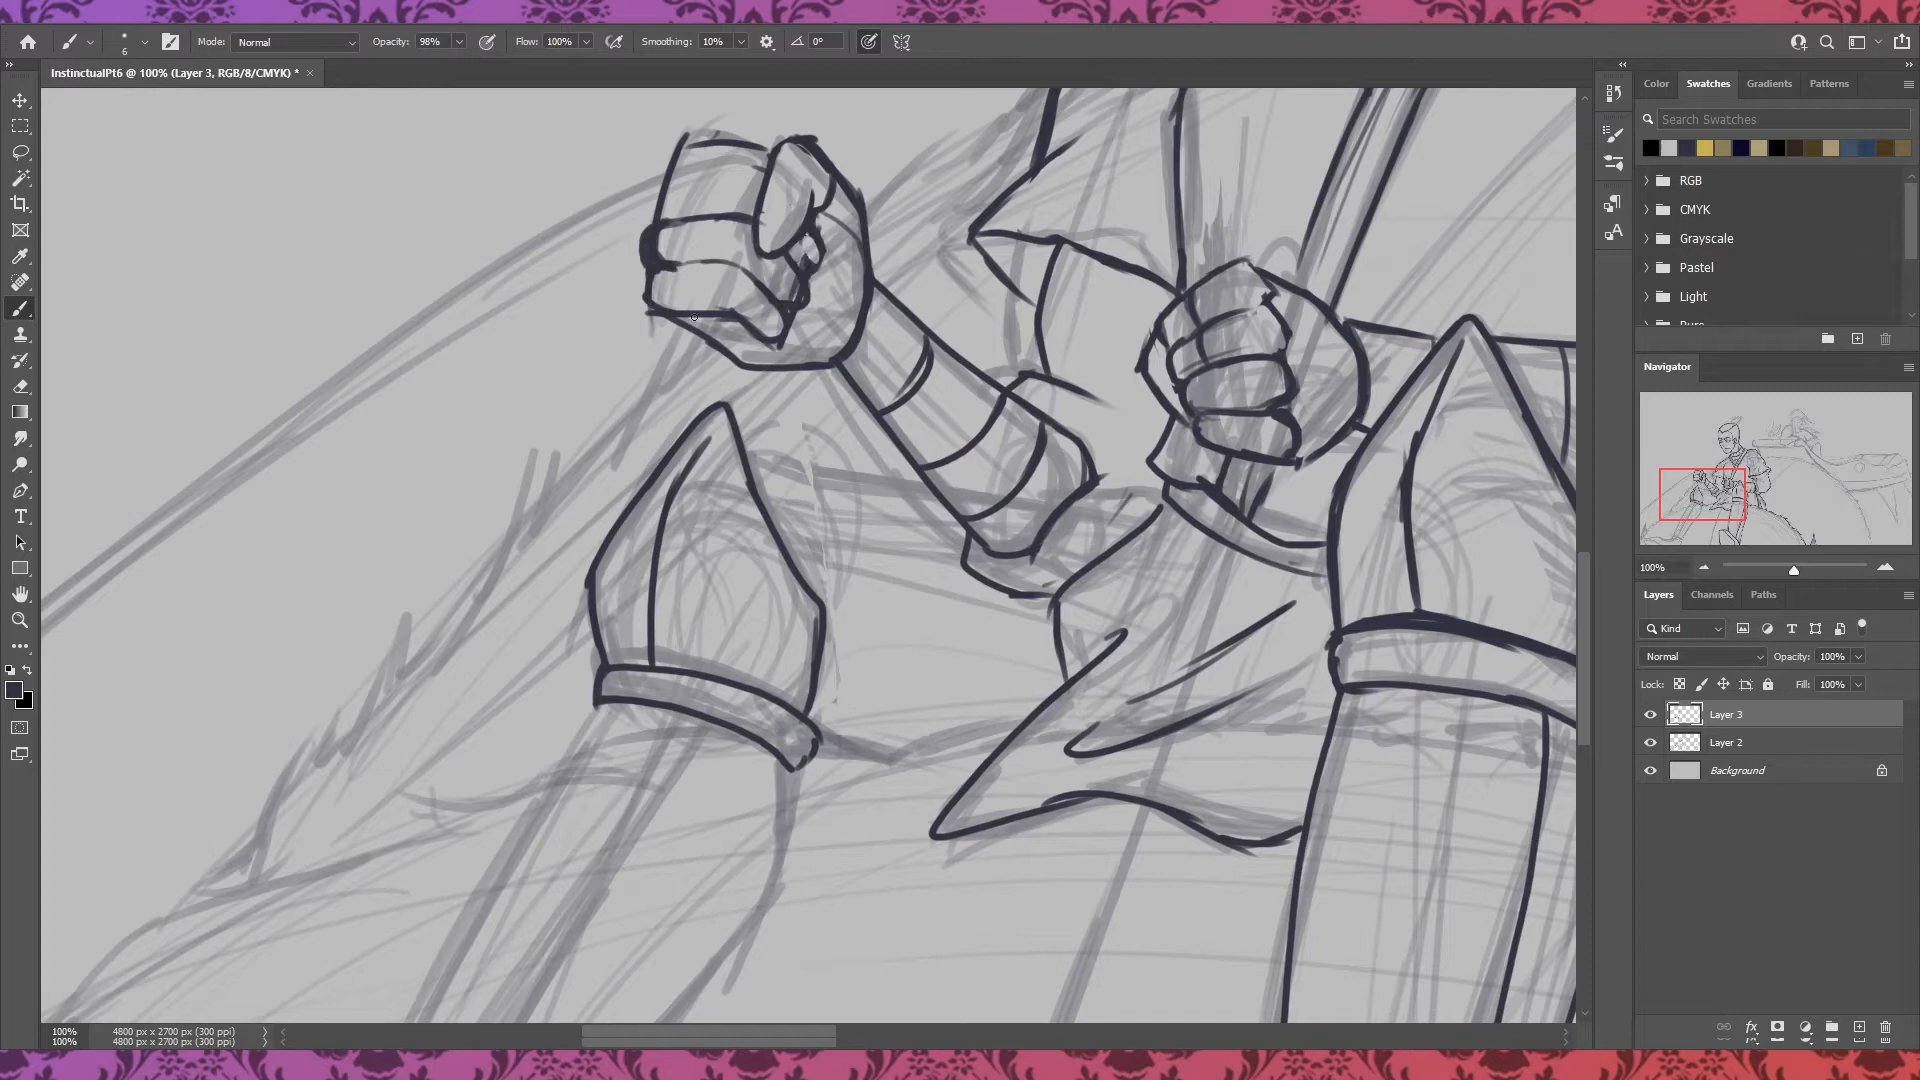 6
Mode:
Normal
Opacity:
98%
Flow:
100%
Smoothing:
10%
0°
InstinctualPt6 @ 100% (Layer 3, RGB/8/CMYK) *
Color
Swatches
Gradients
Patterns
Search Swatches
RGB
CMYK
Grayscale
Pastel
Light
Navigator
100%
Layers
Channels
Paths
Kind
Normal
Opacity:
100%
Lock:
Fill:
100%
Layer 3
Layer 2
Background
100%
4800 px x 2700 px (300 ppi)
100%
4800 px x 2700 px (300 ppi)